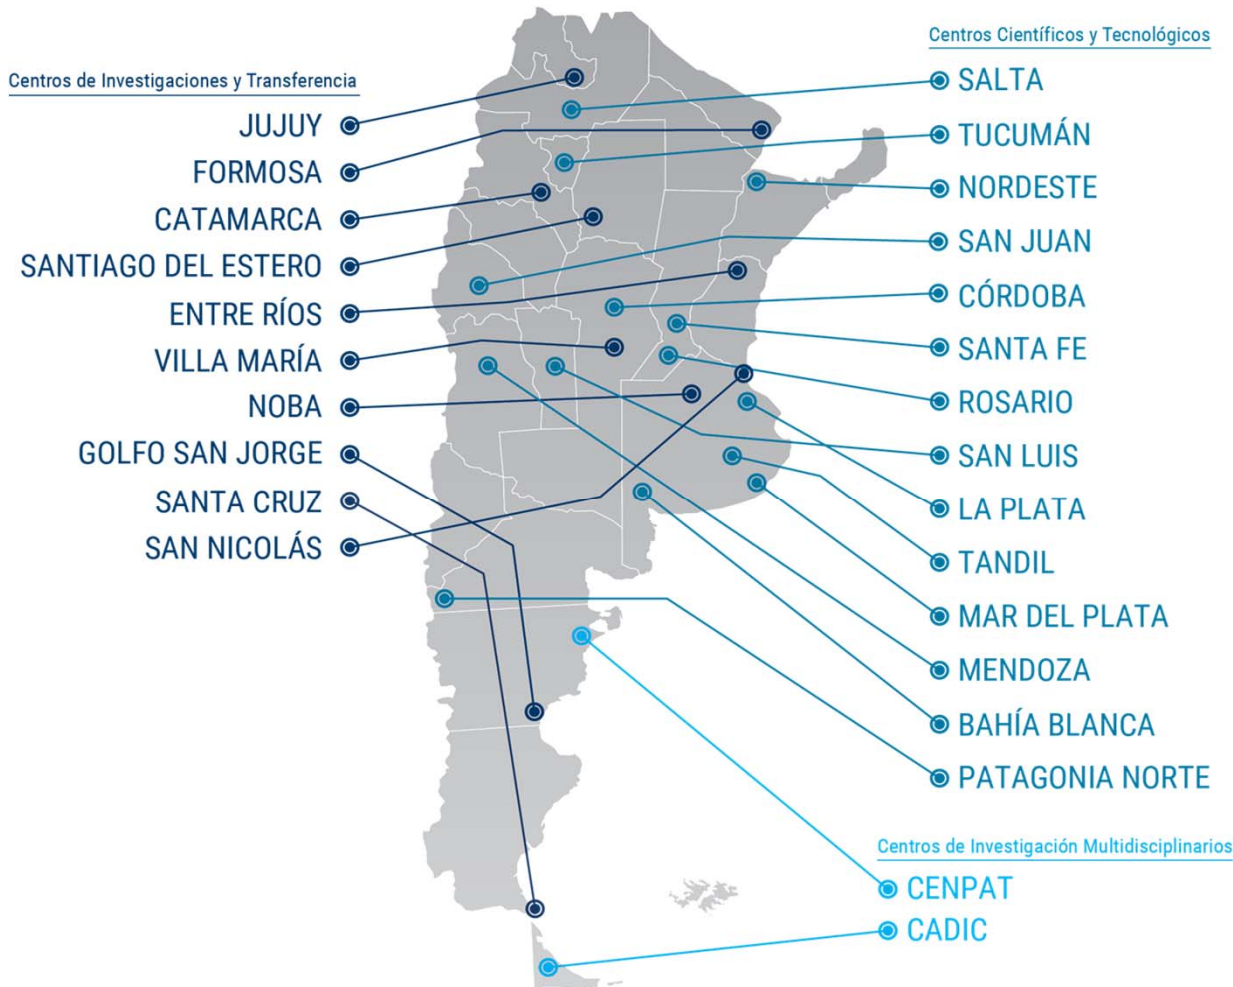 Centros de Investigaciones y Transferencia
JUJUY
FORMOSA
CATAMARCA
SANTIAGO DEL ESTERO
ENTRE RÍOS
VILLA MARÍA
NOBA
GOLFO SAN JORGE
SANTA CRUZ
SAN NICOLÁS
Centros Científicos y Tecnológicos
SALTA
TUCUMÁN
NORDESTE
SAN JUAN
CÓRDOBA
SANTA FE
ROSARIO
SAN LUIS
LA PLATA
TANDIL
MAR DEL PLATA
MENDOZA
BAHÍA BLANCA
PATAGONIA NORTE
Centros de Investigación Multidisciplinarios
CENPAT
CADIC